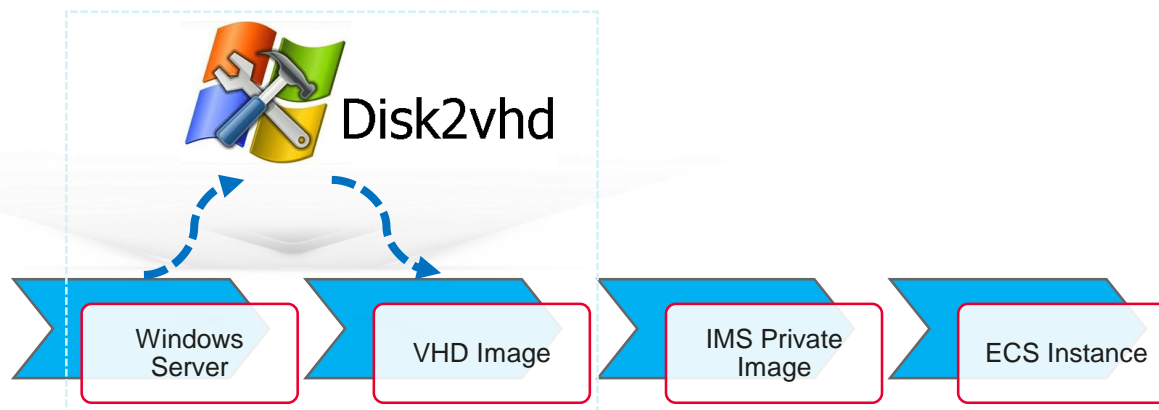 Disk2vhd
Windows
Server
VHD Image
IMS Private
Image
ECS Instance